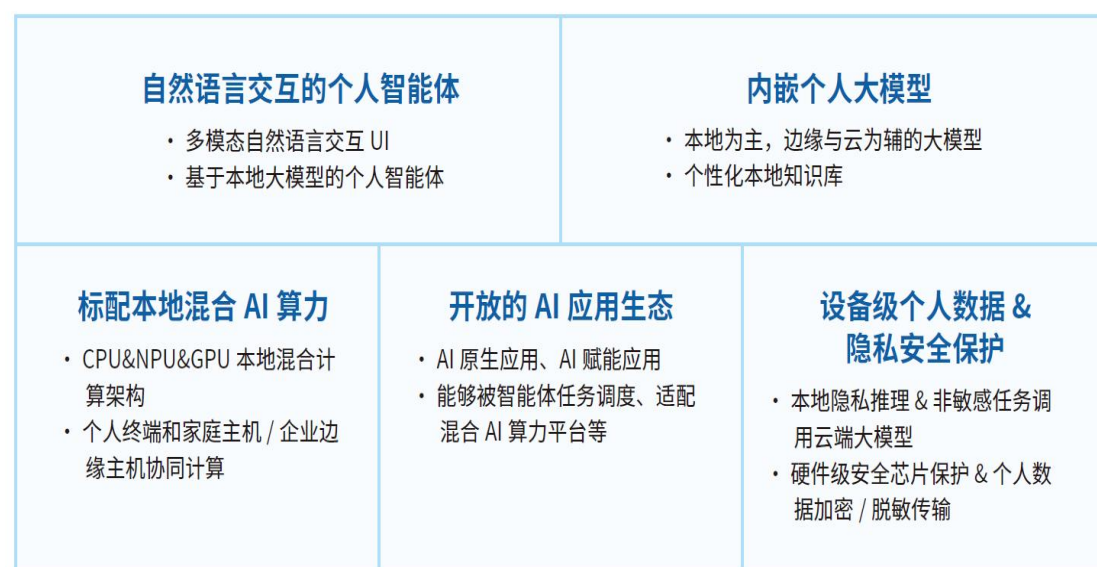 自然语言交互的个人智能体
· 多模态自然语言交互 UI
· 基于本地大模型的个人智能体
内嵌个人大模型
· 本地为主，边缘与云为辅的大模型
· 个性化本地知识库
标配本地混合 AI 算力
· CPU&NPU&GPU 本地混合计
算架构
· 个人终端和家庭主机 / 企业边
缘主机协同计算
开放的 AI 应用生态
· AI 原生应用、AI 赋能应用
· 能够被智能体任务调度、适配
混合 AI 算力平台等
设备级个人数据 &
隐私安全保护
· 本地隐私推理 & 非敏感任务调
用云端大模型
· 硬件级安全芯片保护 & 个人数
据加密 / 脱敏传输